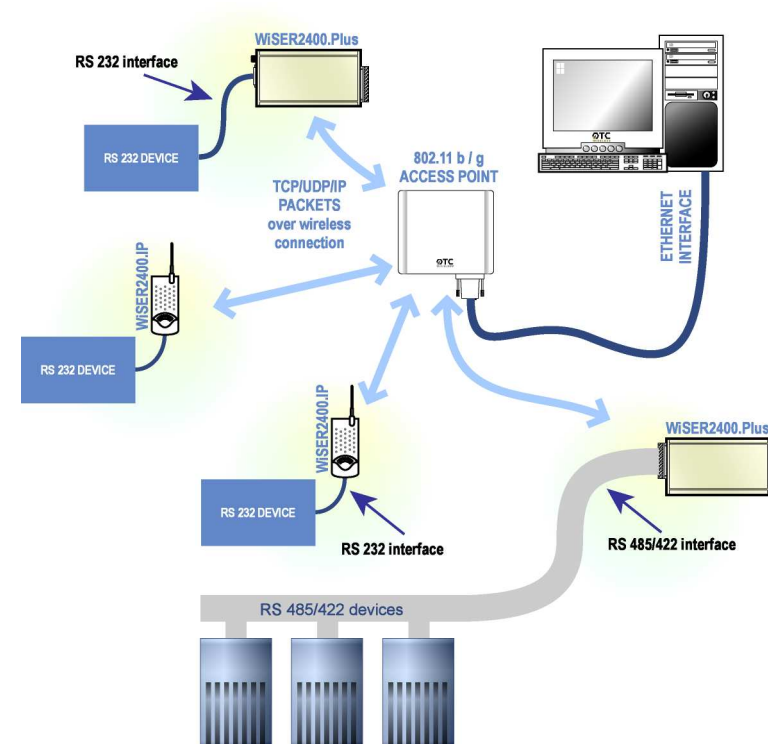 WiSER2400.Plus
RS 232 interface
RS 232 DEVICE
OTC
802.11 b / g
ACCESS POINT
TCP/UDP/IP
PACKETS
over wireless
connection
ETHERNET
INTERFACE
OTC
WiSER2400.IP
RS 232 DEVICE
WiSER2400.IP
RS 232 DEVICE
RS 232 interface
WiSER2400.Plus
RS 485/422 interface
RS 485/422 devices